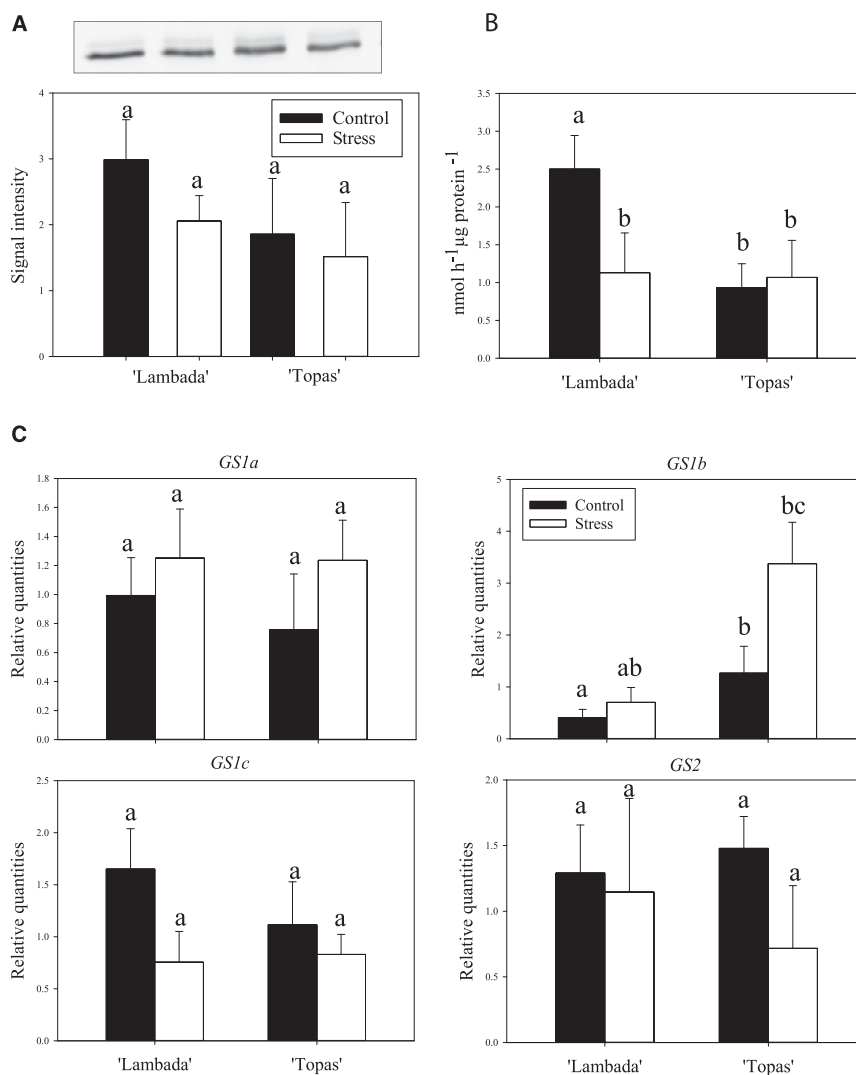 A
B
4
3
2
1
0
Signal intensity
a
a
a
a
Control
Stress
'Lambada'
'Topas'
3.5
3.0
2.5
2.0
1.5
1.0
0.5
0.0
nmol h-1 µg protein -1
a
b
b
b
'Lambada'
'Topas'
C
GS1a
1.8
1.6
1.4
1.2
1.0
0.8
0.6
0.4
0.2
0.0
Relative quantities
a
a
a
a
GS1b
5
4
3
2
1
0
Relative quantities
Control
Stress
a
ab
b
bc
GS1c
2.5
2.0
1.5
1.0
0.5
0.0
Relative quantities
a
a
a
a
'Lambada'
'Topas'
GS2
2.0
1.5
1.0
0.5
0.0
Relative quantities
a
a
a
a
'Lambada'
'Topas'